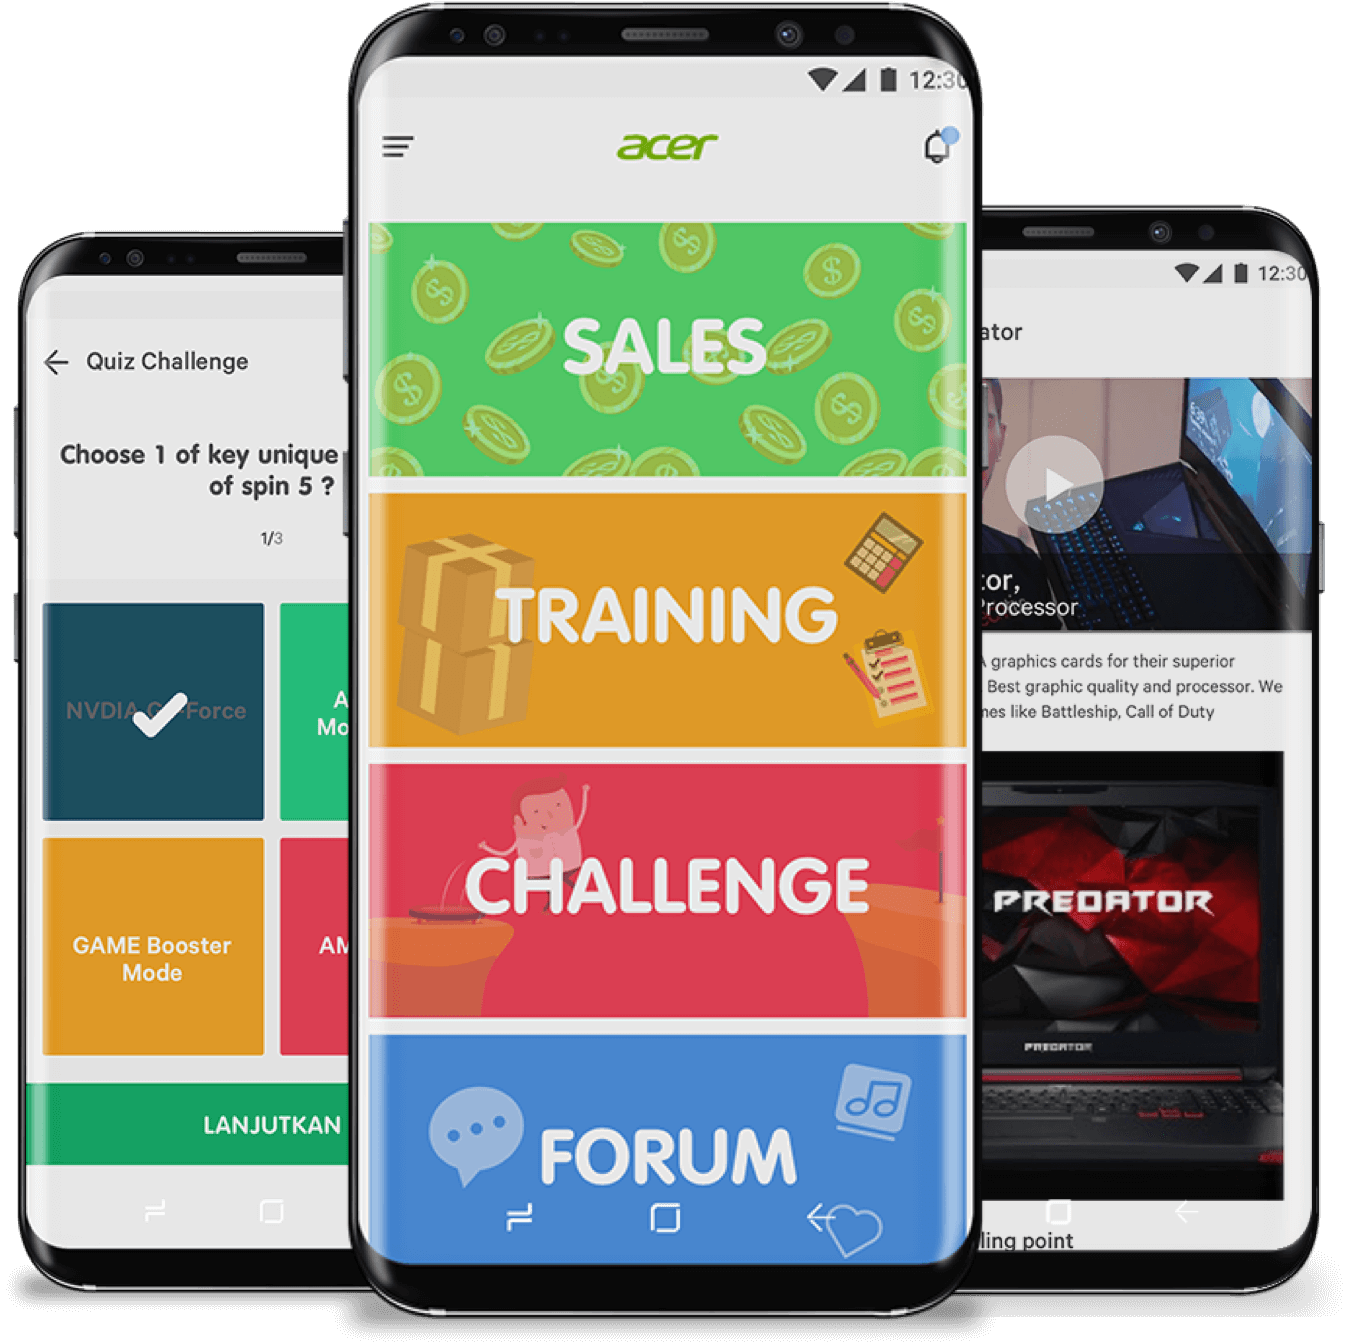 Quiz Challenge
Choose 1 of key unique
of spin 5 ?
1/3
NVDIA Force
A
Mo
GAME Booster
Mode
AM
LANJUTKAN
12:30
acer
SALES
TRAINING
CHALLENGE
FORUM
12:30
ator
tor,
Processor
A graphics cards for their superior
Best graphic quality and processor. We
mes like Battleship, Call of Duty
PREDATOR
PREDATOR
ling point